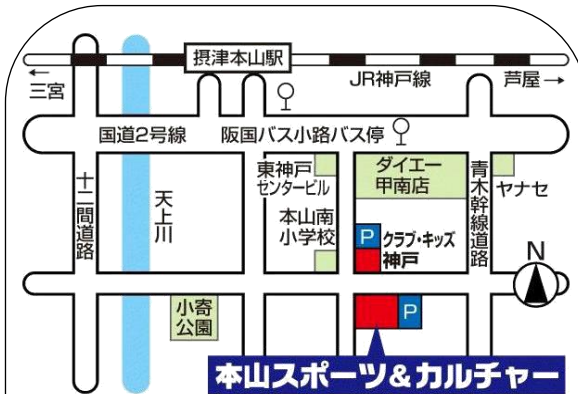 摂津本山駅
←
三宮
JR神戸線
芦屋→
国道2号線
阪国バス小路バス停
十二間道路
天上川
東神戸
センタービル
本山南
小学校
ダイエー
甲南店
青木幹線道路
ヤナセ
P
クラブ・キッズ
神戸
N
小寄
公園
P
本山スポーツ&カルチャー